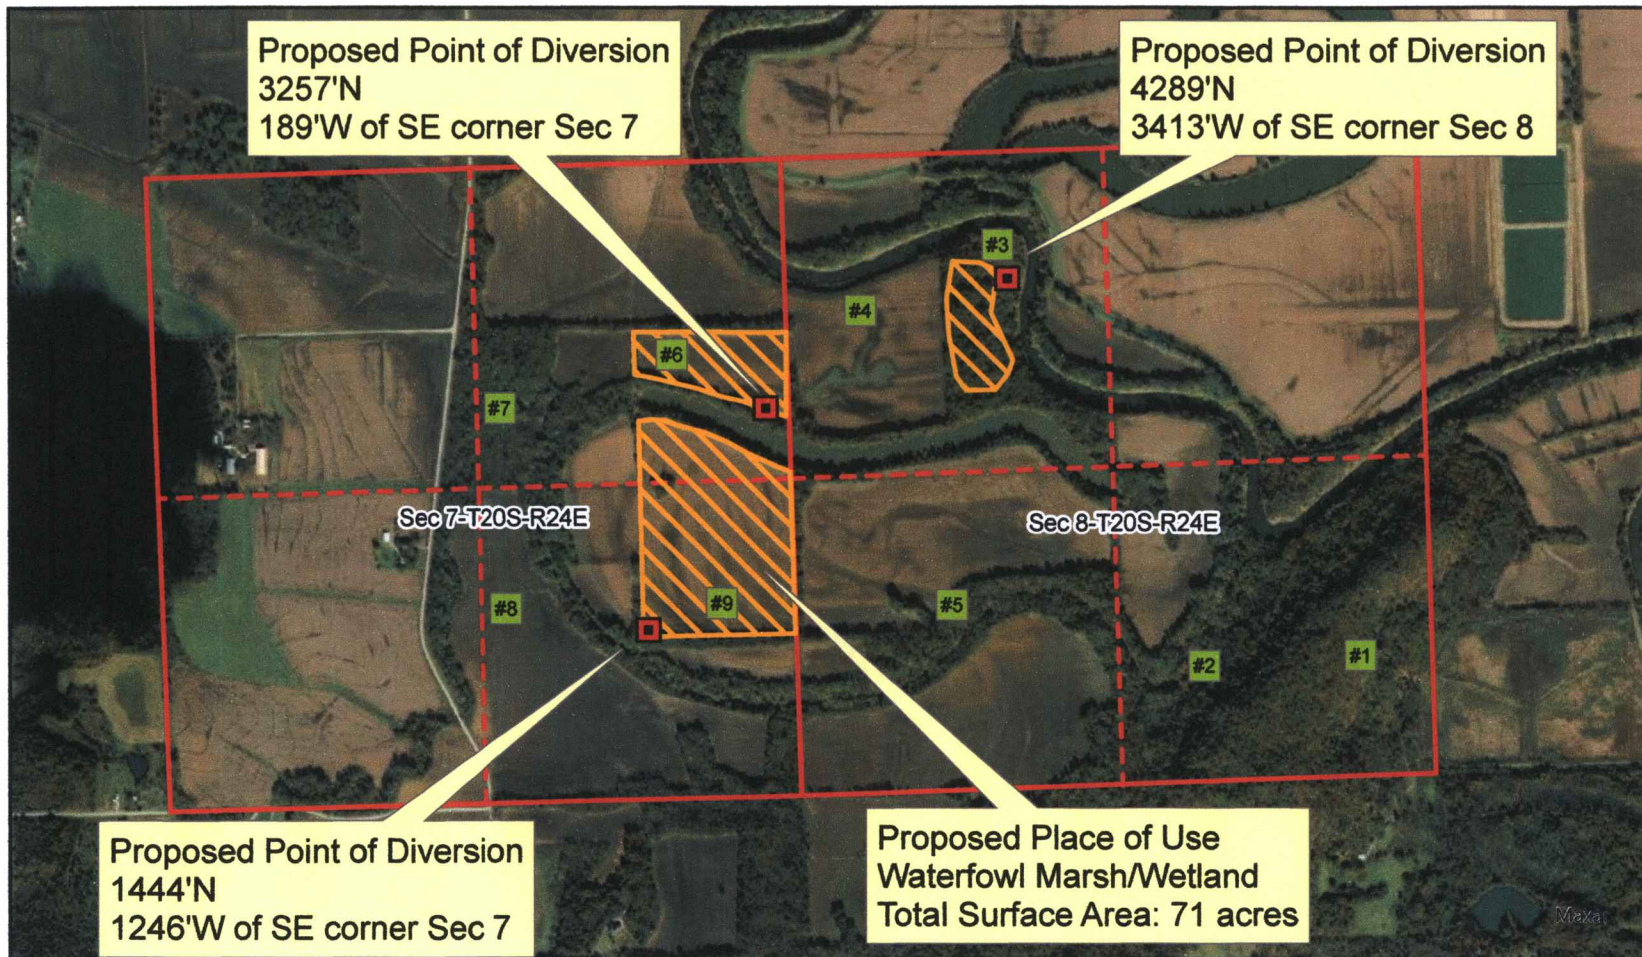 Proposed Point of Diversion
3257'N
189'W of SE corner Sec 7
Proposed Point of Diversion
4289'N
3413'W of SE corner Sec 8
#3
#4
#6
#7
Sec 7-T20S-R24E
Sec 8-T20S-R24E
#8
#9
#5
#2
#1
Proposed Point of Diversion
1444'N
1246'W of SE corner Sec 7
Proposed Place of Use
Waterfowl Marsh/Wetland
Total Surface Area: 71 acres
Maxar